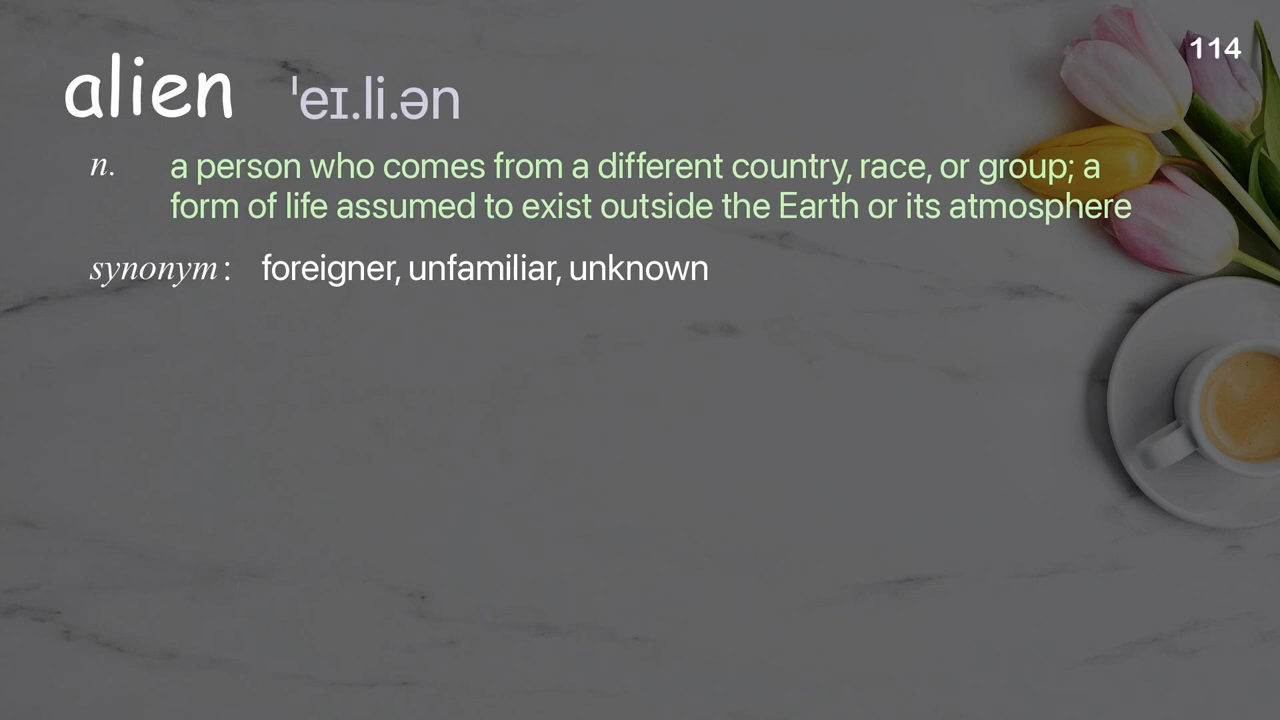 114
alien ˈeɪ.li.ən
n. a person who comes from a different country, race, or group; a
form of life assumed to exist outside the Earth or its atmosphere
synonym: foreigner, unfamiliar, unknown